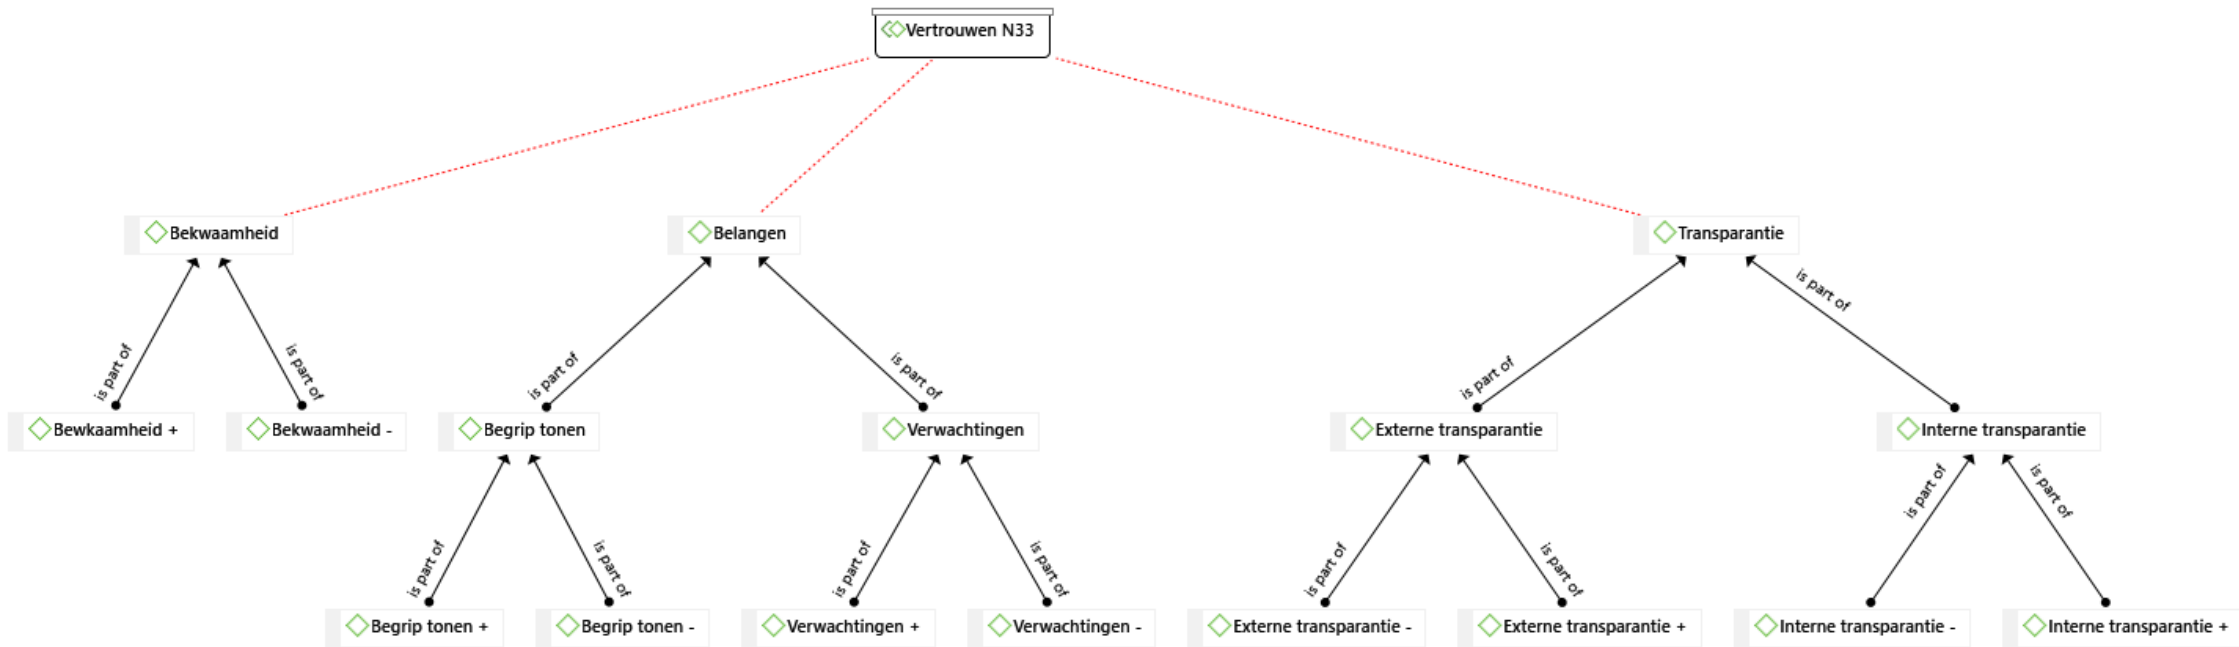 Vertrouwen N33
Bekwaamheid
Belangen
Transparantie
is part of
is part of
is part of
is part of
is part of
is part of
Bewkaamheid +
Bekwaamheid -
Begrip tonen
Verwachtingen
Externe transparantie
Interne transparantie
is part of
is part of
is part of
is part of
is part of
is part of
is part of
is part of
Begrip tonen +
Begrip tonen -
Verwachtingen +
Verwachtingen -
Externe transparantie -
Externe transparantie +
Interne transparantie -
Interne transparantie +